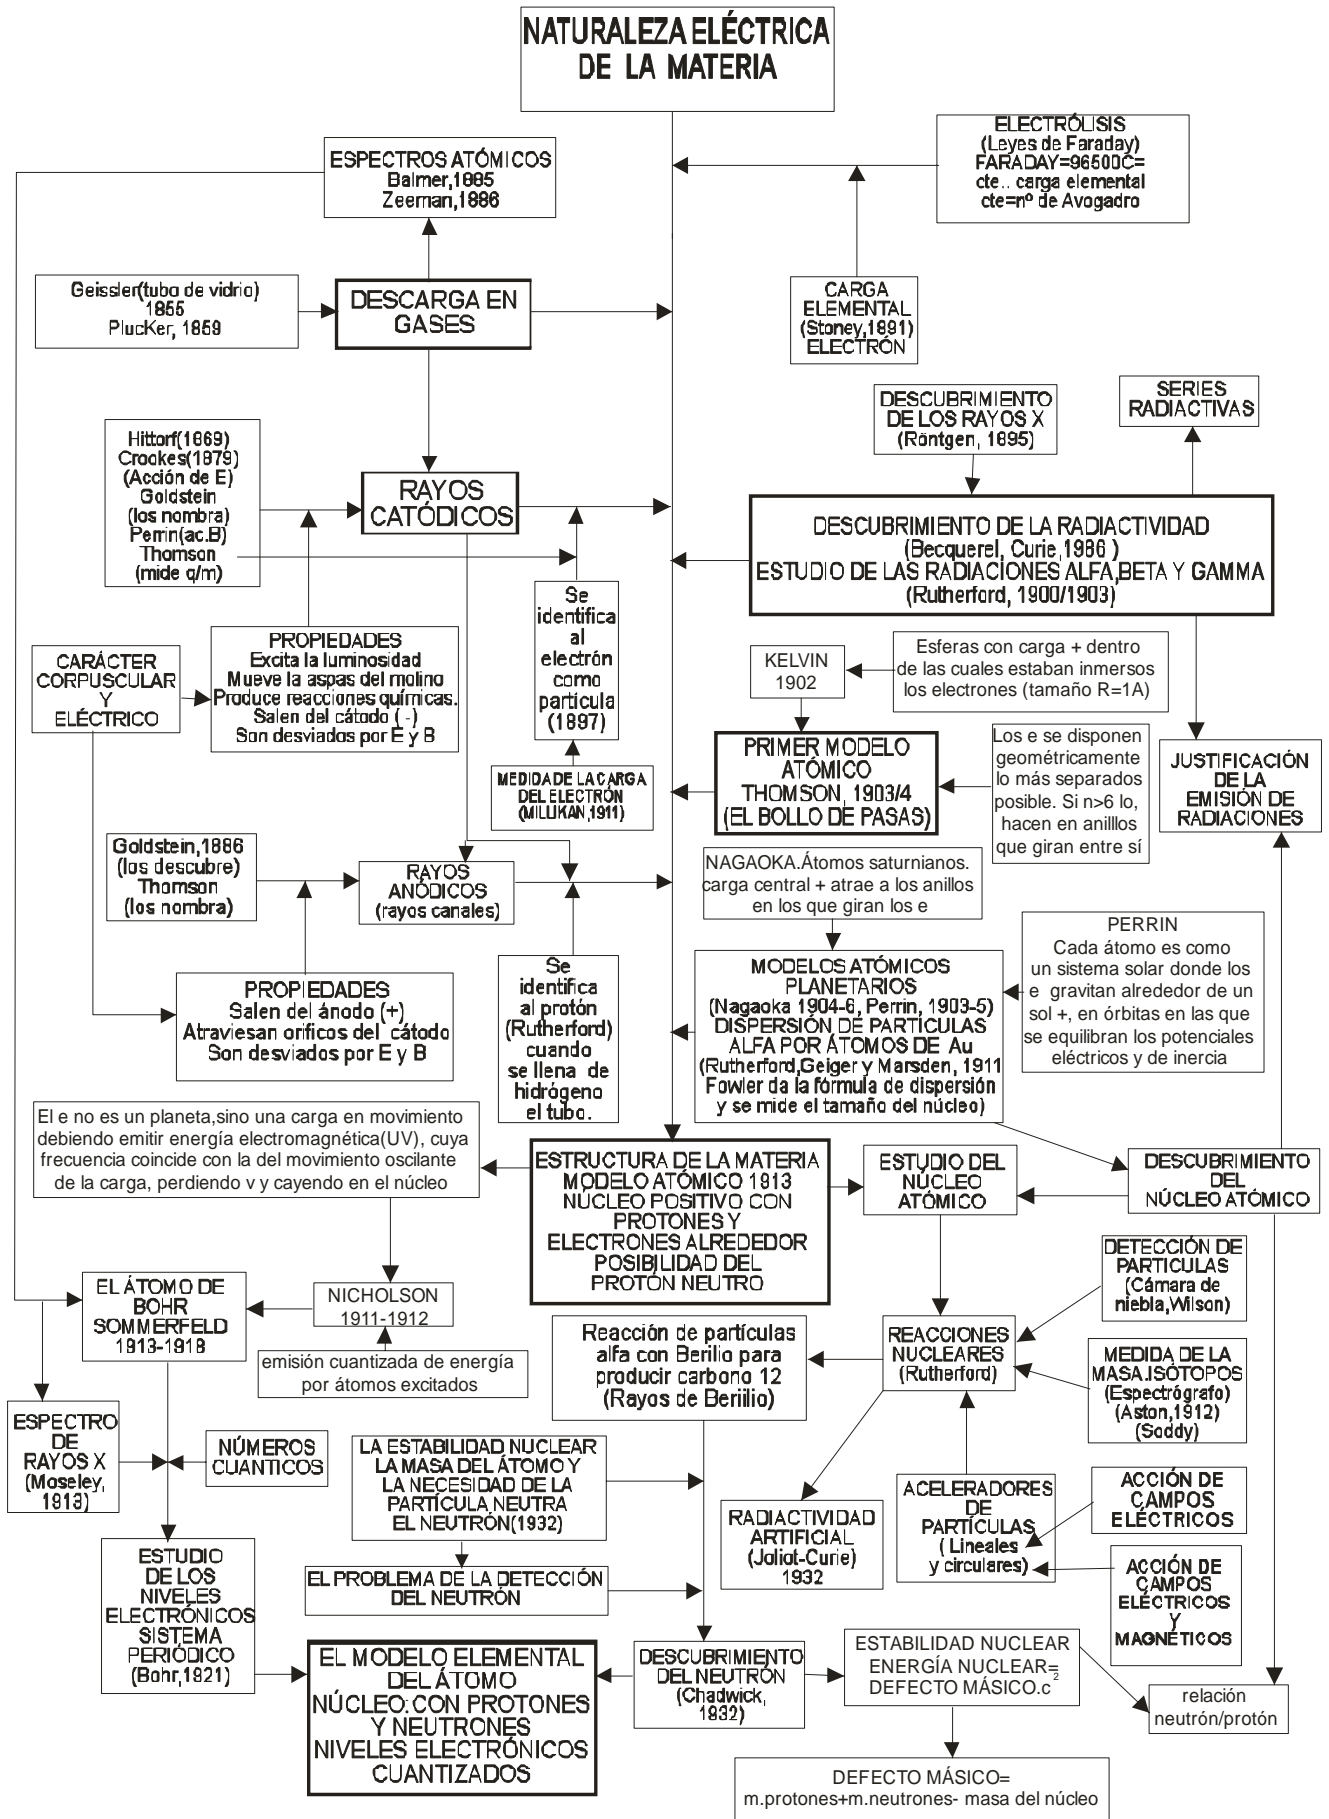 NATURALEZA ELÉCTRICA
DE LA MATERIA
ELECTRÓLISIS
(Leyes de Faraday)
FARADAY=96500C=
cte.. carga elemental
cte=nº de Avogadro
ESPECTROS ATÓMICOS
Balmer,1885
Zeeman,1886
Geissler(tubo de vidrio)
1855
PlucKer, 1859
DESCARGA EN
GASES
CARGA
ELEMENTAL
(Stoney,1891)
ELECTRÓN
DESCUBRIMIENTO
DE LOS RAYOS X
(Röntgen, 1895)
SERIES
RADIACTIVAS
Hittorf(1869)
Crookes(1879)
(Acción de E)
Goldstein
(los nombra)
Perrin(ac.B)
Thomson
(mide q/m)
RAYOS
CATÓDICOS
DESCUBRIMIENTO DE LA RADIACTIVIDAD
(Becquerel, Curie,1986 )
ESTUDIO DE LAS RADIACIONES ALFA,BETA Y GAMMA
(Rutherford, 1900/1903)
Se
identifica
al
electrón
como
partícula
(1897)
CARÁCTER
CORPUSCULAR
Y
ELÉCTRICO
PROPIEDADES
Excita la luminosidad
Mueve la aspas del molino
Produce reacciones químicas.
Salen del cátodo ( -)
Son desviados por E y B
KELVIN
1902
Esferas con carga + dentro
de las cuales estaban inmersos
los electrones (tamaño R=1A)
MEDIDA DE LA CARGA
DEL ELECTRÓN
(MILLIKAN,1911)
PRIMER MODELO
ATÓMICO
THOMSON, 1903/4
(EL BOLLO DE PASAS)
Los e se disponen
geométricamente
lo más separados
posible. Si n>6 lo,
hacen en anilllos
que giran entre sí
JUSTIFICACIÓN
DE LA
EMISIÓN DE
RADIACIONES
Goldstein,1886
(los descubre)
Thomson
(los nombra)
RAYOS
ANÓDICOS
(rayos canales)
NAGAOKA.Átomos saturnianos.
carga central + atrae a los anillos
en los que giran los e
PERRIN
Cada átomo es como
un sistema solar donde los
e gravitan alrededor de un
sol +, en órbitas en las que
se equilibran los potenciales
eléctricos y de inercia
PROPIEDADES
Salen del ánodo (+)
Atraviesan orificos del cátodo
Son desviados por E y B
Se
identifica
al protón
(Rutherford)
cuando
se llena de
hidrógeno
el tubo.
MODELOS ATÓMICOS
PLANETARIOS
(Nagaoka 1904-6, Perrin, 1903-5)
DISPERSIÓN DE PARTÍCULAS
ALFA POR ÁTOMOS DE Au
(Rutherford,Geiger y Marsden, 1911
Fowler da la fórmula de dispersión
y se mide el tamaño del núcleo)
El e no es un planeta,sino una carga en movimiento
debiendo emitir energía electromagnética(UV), cuya
frecuencia coincide con la del movimiento oscilante
de la carga, perdiendo v y cayendo en el núcleo
ESTRUCTURA DE LA MATERIA
MODELO ATÓMICO 1913
NÚCLEO POSITIVO CON
PROTONES Y
ELECTRONES ALREDEDOR
POSIBILIDAD DEL
PROTÓN NEUTRO
ESTUDIO DEL
NÚCLEO
ATÓMICO
DESCUBRIMIENTO
DEL
NÚCLEO ATÓMICO
DETECCIÓN DE
PARTICULAS
(Cámara de
niebla,Wilson)
EL ÁTOMO DE
BOHR
SOMMERFELD
1913-1918
NICHOLSON
1911-1912
emisión cuantizada de energía
por átomos excitados
Reacción de partículas
alfa con Berilio para
producir carbono 12
(Rayos de Beriilio)
REACCIONES
NUCLEARES
(Rutherford)
MEDIDA DE LA
MASA.ISÓTOPOS
(Espectrógrafo)
(Aston,1912)
(Soddy)
ESPECTRO
DE
RAYOS X
(Moseley,
1913)
NÚMEROS
CUANTICOS
LA ESTABILIDAD NUCLEAR
LA MASA DEL ÁTOMO Y
LA NECESIDAD DE LA
PARTÍCULA NEUTRA
EL NEUTRÓN(1932)
RADIACTIVIDAD
ARTIFICIAL
(Joliot-Curie)
1932
ACELERADORES
DE
PARTÍCULAS
( Lineales
y circulares)
ACCIÓN DE
CAMPOS
ELÉCTRICOS
ACCIÓN DE
CAMPOS
ELÉCTRICOS
Y
MAGNÉTICOS
ESTUDIO
DE LOS
NIVELES
ELECTRÓNICOS
SISTEMA
PERIÓDICO
(Bohr,1921)
EL PROBLEMA DE LA DETECCIÓN
DEL NEUTRÓN
EL MODELO ELEMENTAL
DEL ÁTOMO
NÚCLEO: CON PROTONES
Y NEUTRONES
NIVELES ELECTRÓNICOS
CUANTIZADOS
DESCUBRIMIENTO
DEL NEUTRÓN
(Chadwick,
1932)
ESTABILIDAD NUCLEAR
ENERGÍA NUCLEAR=
DEFECTO MÁSICO.c²
relación
neutrón/protón
DEFECTO MÁSICO=
m.protones+m.neutrones- masa del núcleo